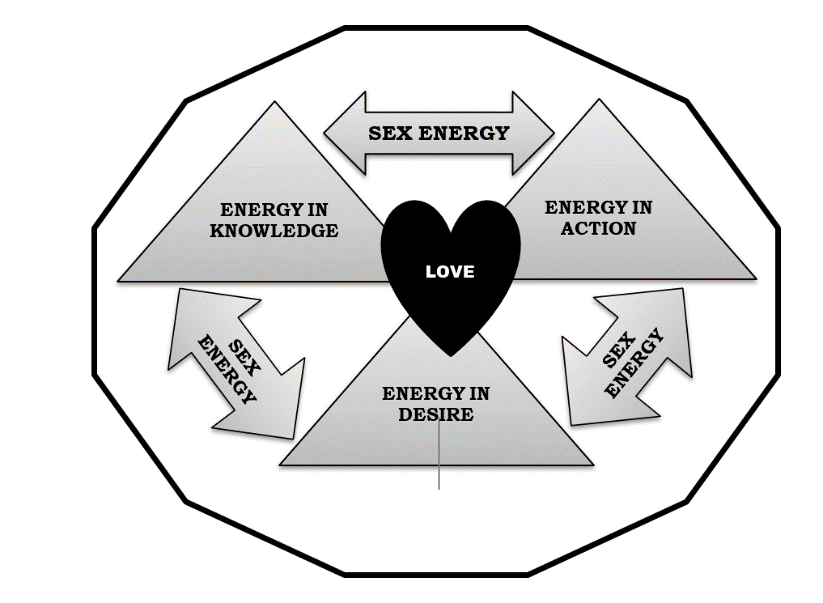 SEX ENERGY
ENERGY IN
KNOWLEDGE
ENERGY IN
ACTION
LOVE
SEX
ENERGY
SEX
ENERGY
ENERGY IN
DESIRE